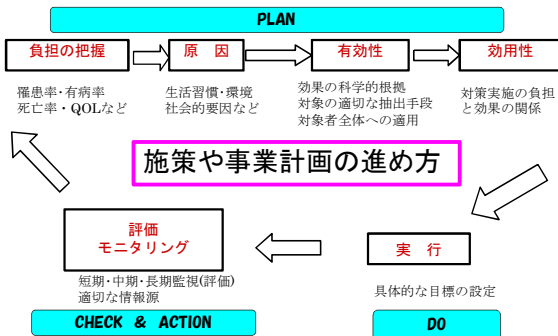 PLAN
負担の把握
原　因
有効性
効用性
罹患率・有病率
死亡率・QOLなど
生活習慣・環境
社会的要因など
効果の科学的根拠
対象の適切な抽出手段
対象者全体への適用
対策実施の負担
と効果の関係
施策や事業計画の進め方
評価
モニタリング
実　行
短期・中期・長期監視(評価)
適切な情報源
具体的な目標の設定
CHECK & ACTION
DO